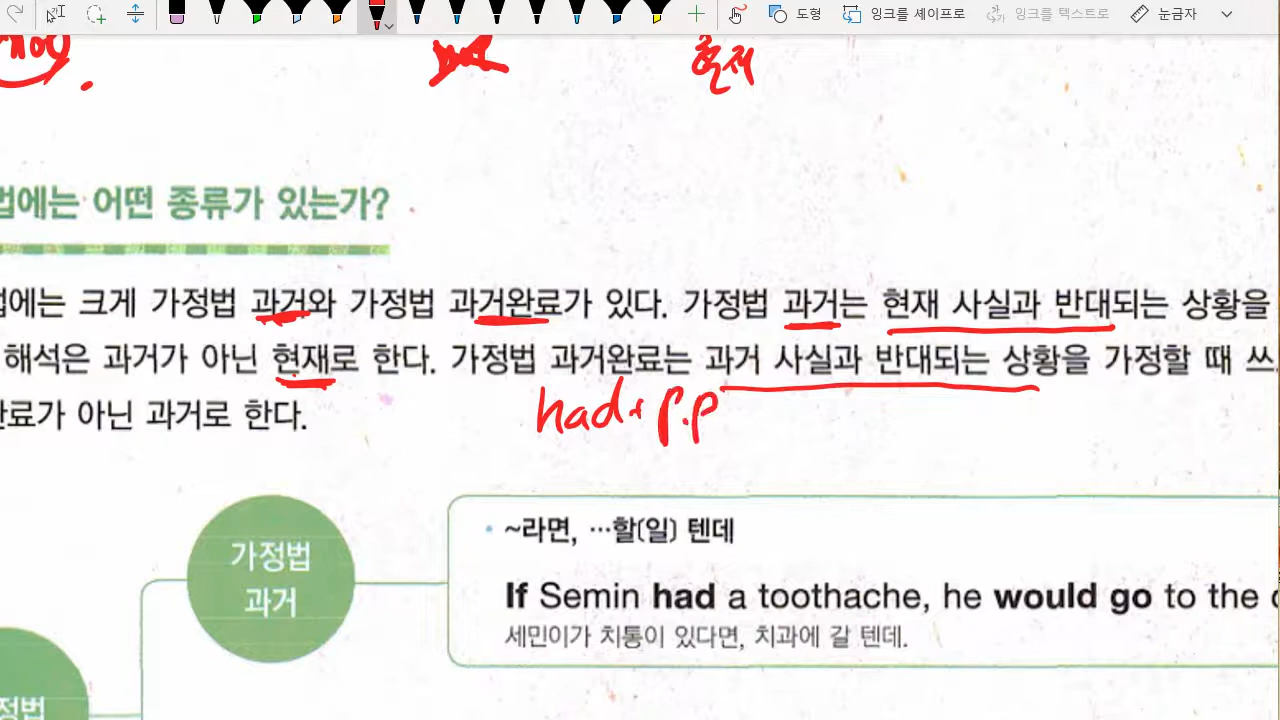 도형 잉크를 셰이프로 잉크를 텍스트로 눈금자
현재
법에는 어떤 종류가 있는가?
법에는 크게 가정법 과거와 가정법 과거완료가 있다. 가정법 과거는 현재 사실과 반대되는 상황을
해석은 과거가 아닌 현재로 한다. 가정법 과거완료는 과거 사실과 반대되는 상황을 가정할 때 쓰
완료가 아닌 과거로 한다.
had+ p.p
~라면, …할(일) 텐데
가정법
과거
If Semin had a toothache, he would go to the
세민이가 치통이 있다면, 치과에 갈 텐데.
정법